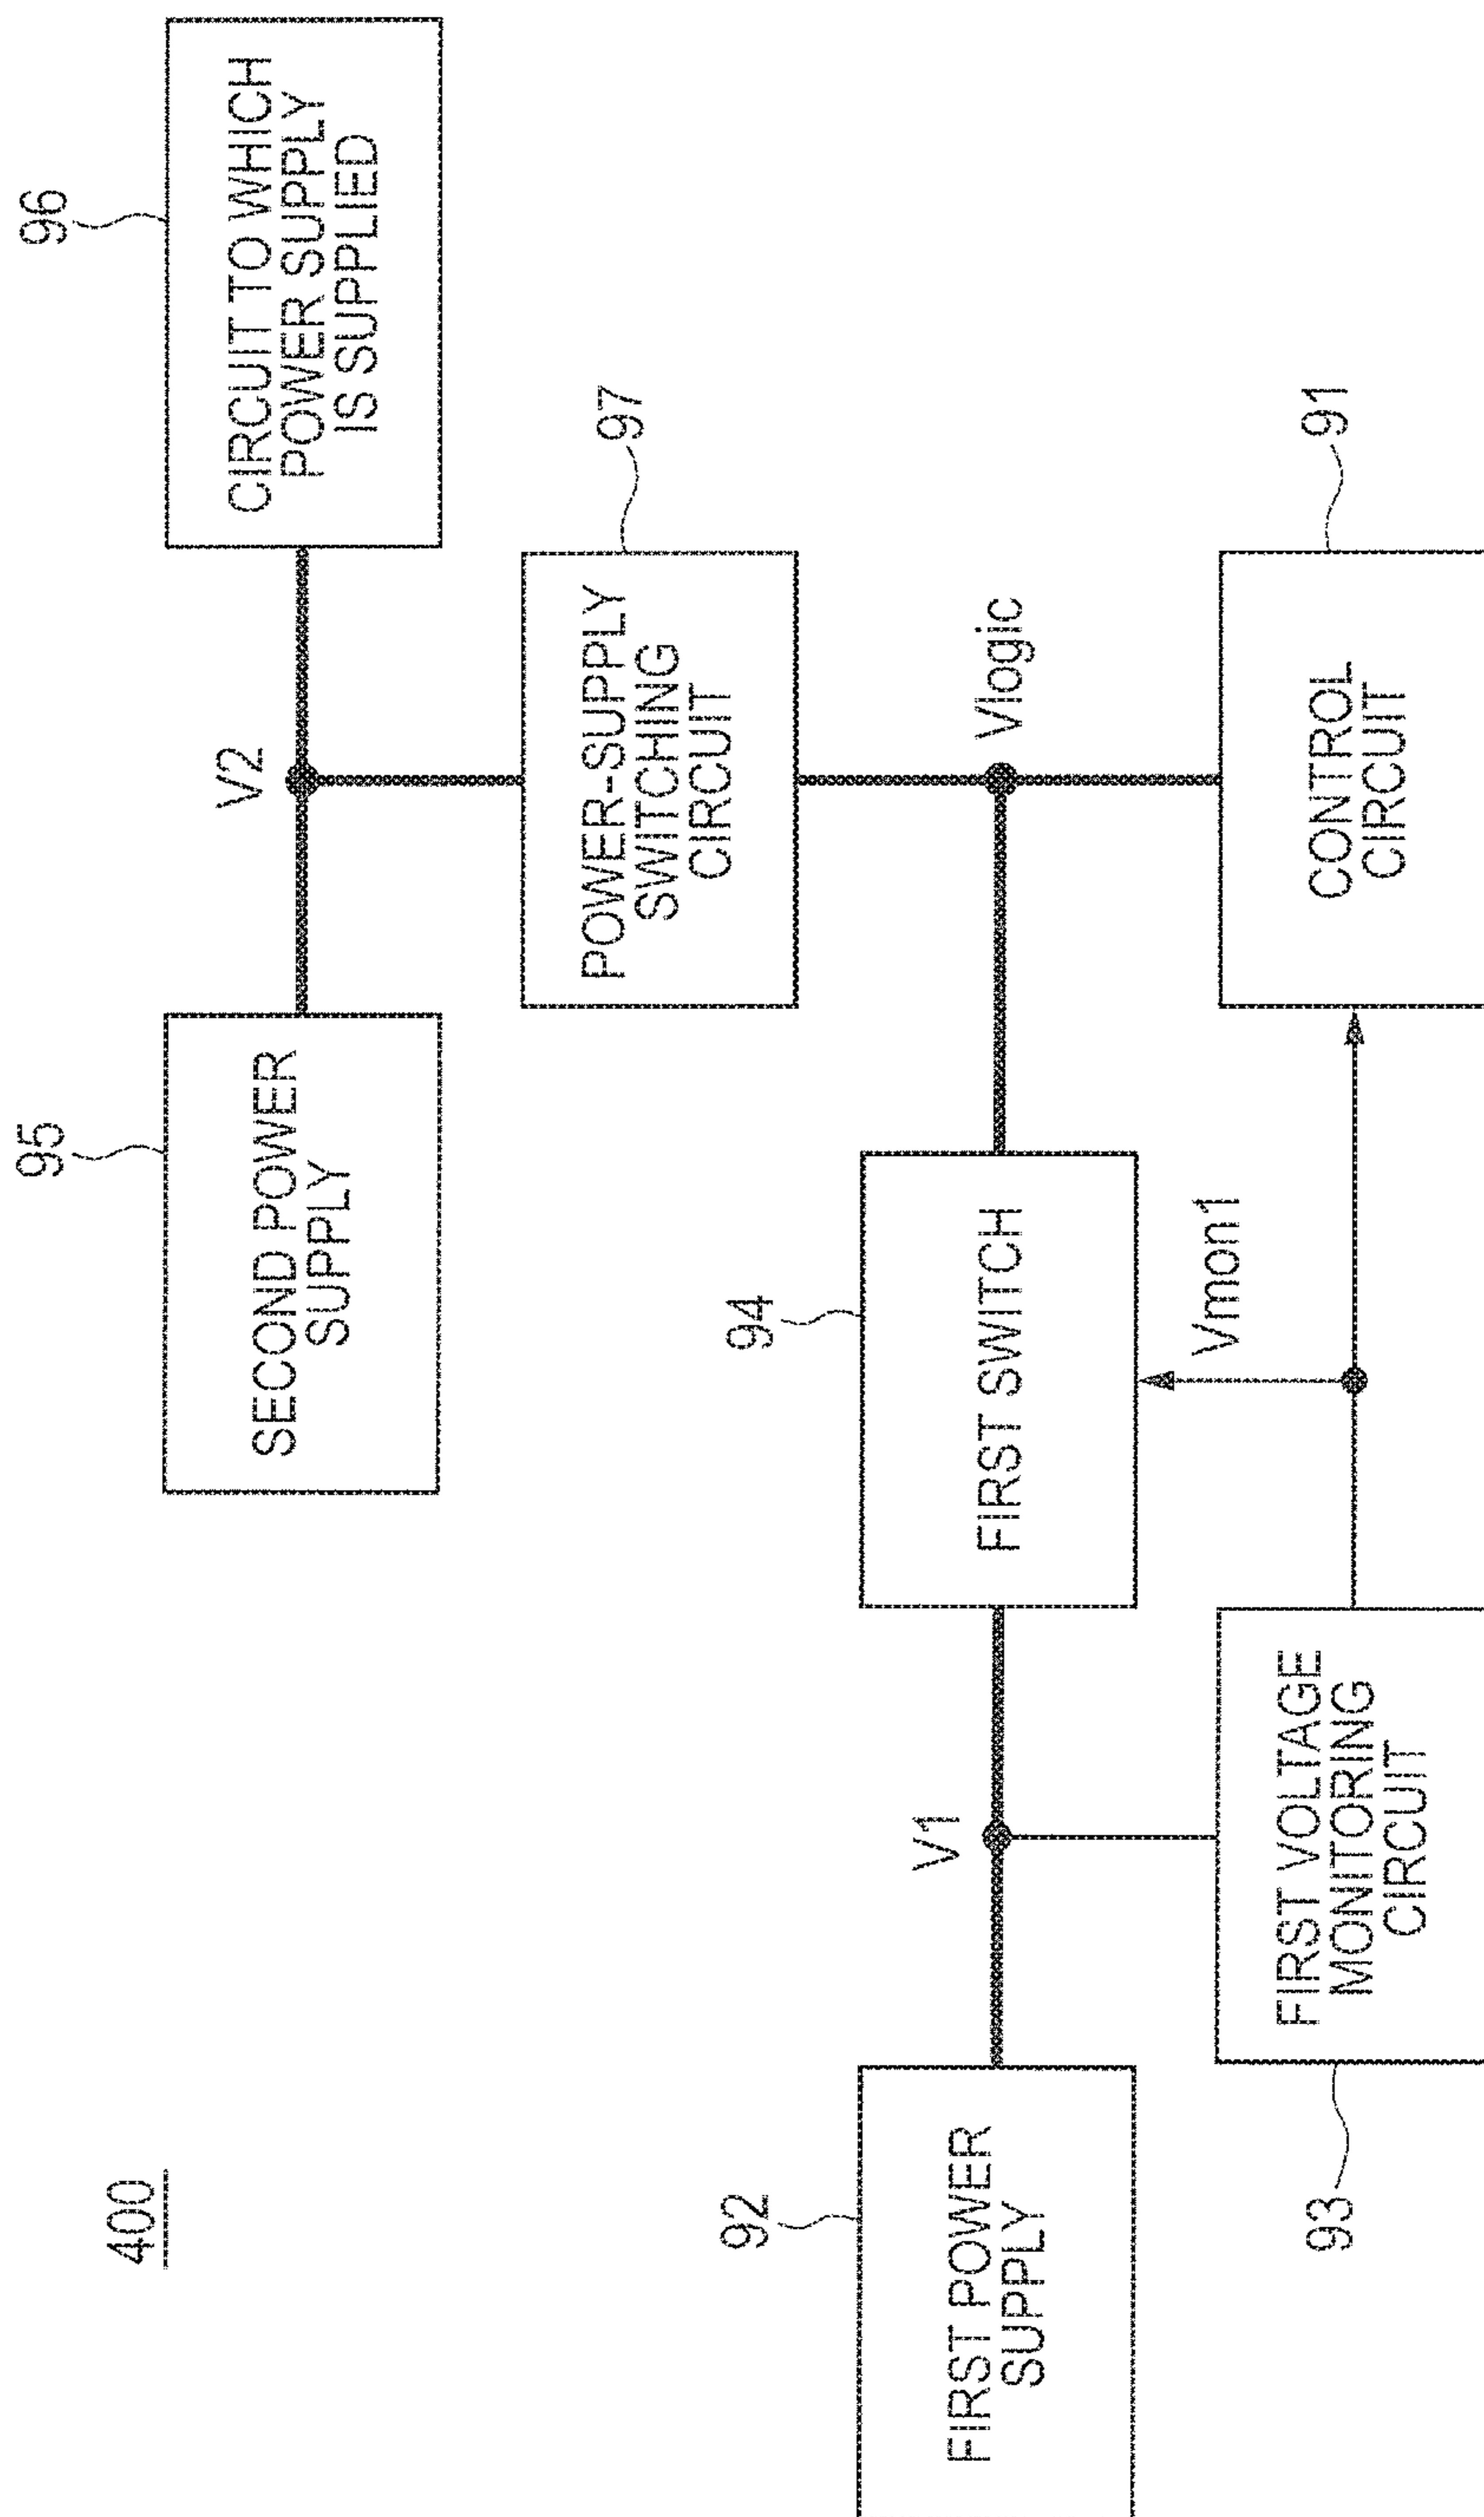 400
95
SECOND POWER
SUPPLY
V2
96
CIRCUIT TO WHICH
POWER SUPPLY
IS SUPPLIED
97
POWER-SUPPLY
SWITCHING
CIRCUIT
92
FIRST POWER
SUPPLY
V1
94
FIRST SWITCH
Vlogic
Vmon1
93
FIRST VOLTAGE
MONITORING
CIRCUIT
91
CONTROL
CIRCUIT